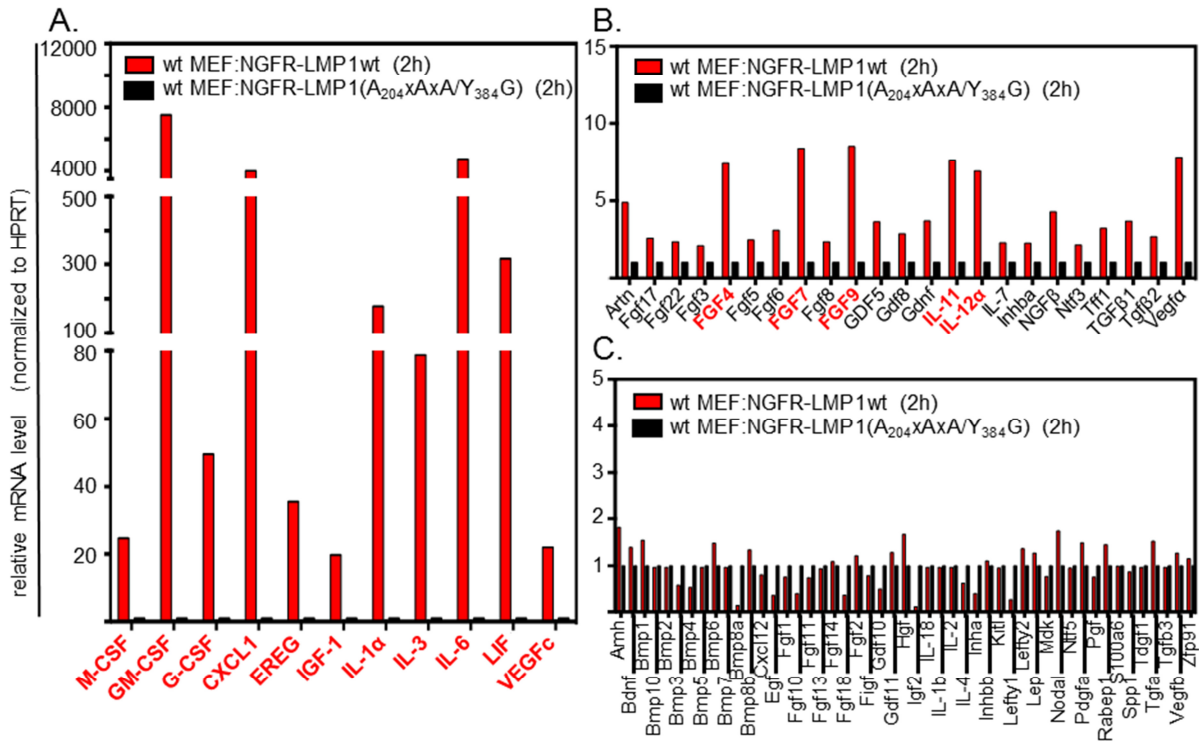 A.
relative mRNA level (normalized to HPRT)
12000
8000
4000
500
300
100
80
60
40
20
wt MEF:NGFR-LMP1wt (2h)
wt MEF:NGFR-LMP1(A₂₀₄xAxA/Y₃₈₄G) (2h)
M-CSF
GM-CSF
G-CSF
CXCL1
EREG
IGF-1
IL-1α
IL-3
IL-6
LIF
VEGFc
B.
15
10
5
wt MEF:NGFR-LMP1wt (2h)
wt MEF:NGFR-LMP1(A₂₀₄xAxA/Y₃₈₄G) (2h)
Artn
Fgf17
Fgf22
Fgf3
FGF4
Fgf5
Fgf6
FGF7
Fgf8
FGF9
GDF5
Gdf8
Gdnf
IL-11
IL-12α
IL-7
Inhba
NGFβ
Ntf3
Tff1
TGFβ1
Tgfβ2
Vegfα
C.
5
4
3
2
1
wt MEF:NGFR-LMP1wt (2h)
wt MEF:NGFR-LMP1(A₂₀₄xAxA/Y₃₈₄G) (2h)
Amh
Bdnf
Bmp1
Bmp10
Bmp2
Bmp3
Bmp4
Bmp5
Bmp6
Bmp7
Bmp8a
Bmp8b
Cxcl12
Egf
Fgf1
Fgf10
Fgf11
Fgf13
Fgf14
Fgf18
Fgf2
Figf
Gdf10
Gdf11
Hgf
Igf2
IL-18
IL-1b
IL-2
IL-4
Inha
Inhbb
Kitl
Lefty1
Lefty2
Lep
Mdk
Nodal
Ntf5
Pdgfa
Pgf
Rabep1
S100a6
Spp1
Tdgf1
Tgfa
Tgfb3
Vegfb
Zfp91